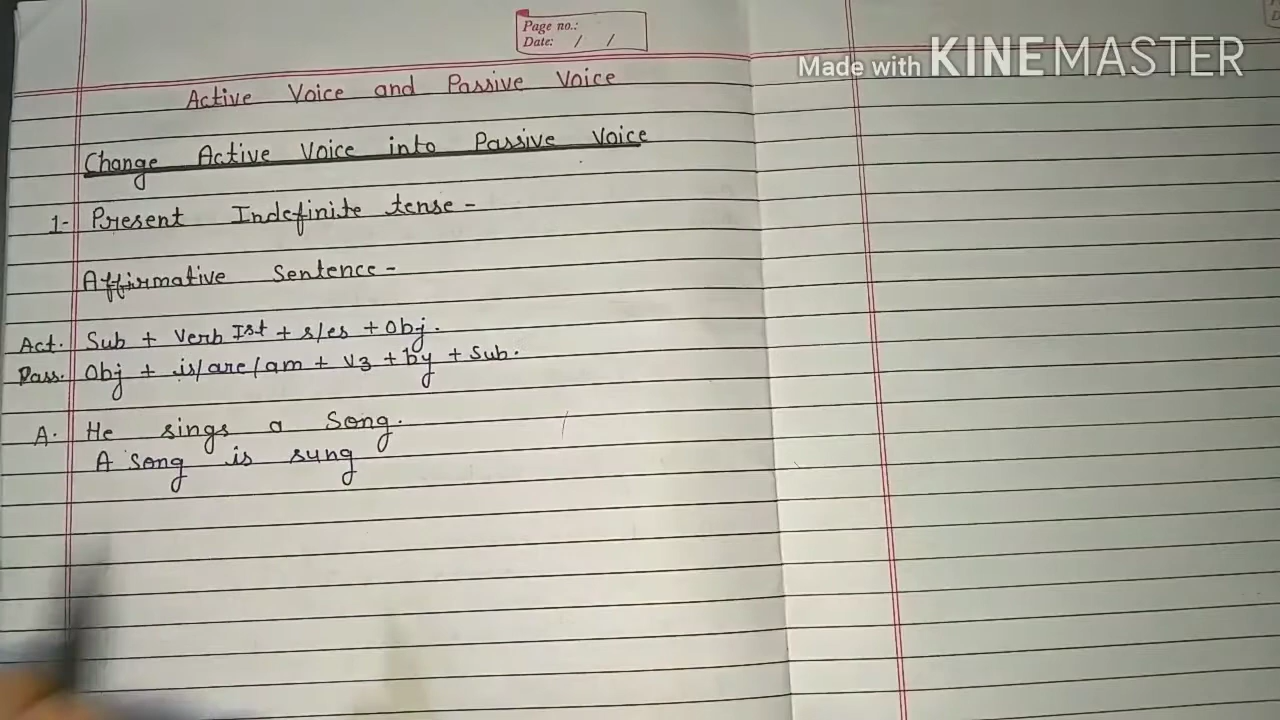 Page no.:
Date: / /
Made with KINEMASTER
Active Voice and Passive Voice
Change Active Voice into Passive Voice
1- Present Indefinite tense-
Affirmative Sentence-
Act. Sub + Verb Ist + s/es + Obj.
Pass. Obj + is/are/am + v3 + by + Sub.
A. He sings a Song.
A song is sung